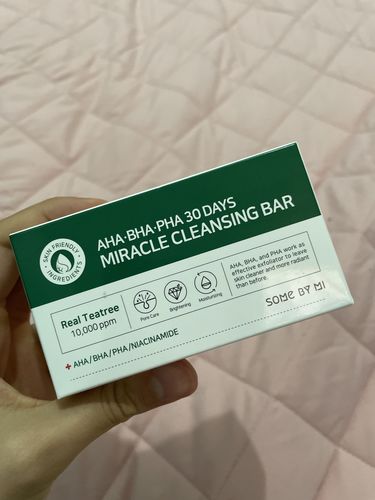 SKIN FRIENDLY
INGREDIENTS
AHA·BHA·PHA 30 DAYS
MIRACLE CLEANSING BAR
Real Teatree
10,000 ppm
Pore Care
Brightening
Moisturizing
AHA, BHA, and PHA work as
effective exfoliator to leave
skin cleaner and more radiant
than before.
+ AHA/BHA/PHA/NIACINAMIDE
SOME BY MI